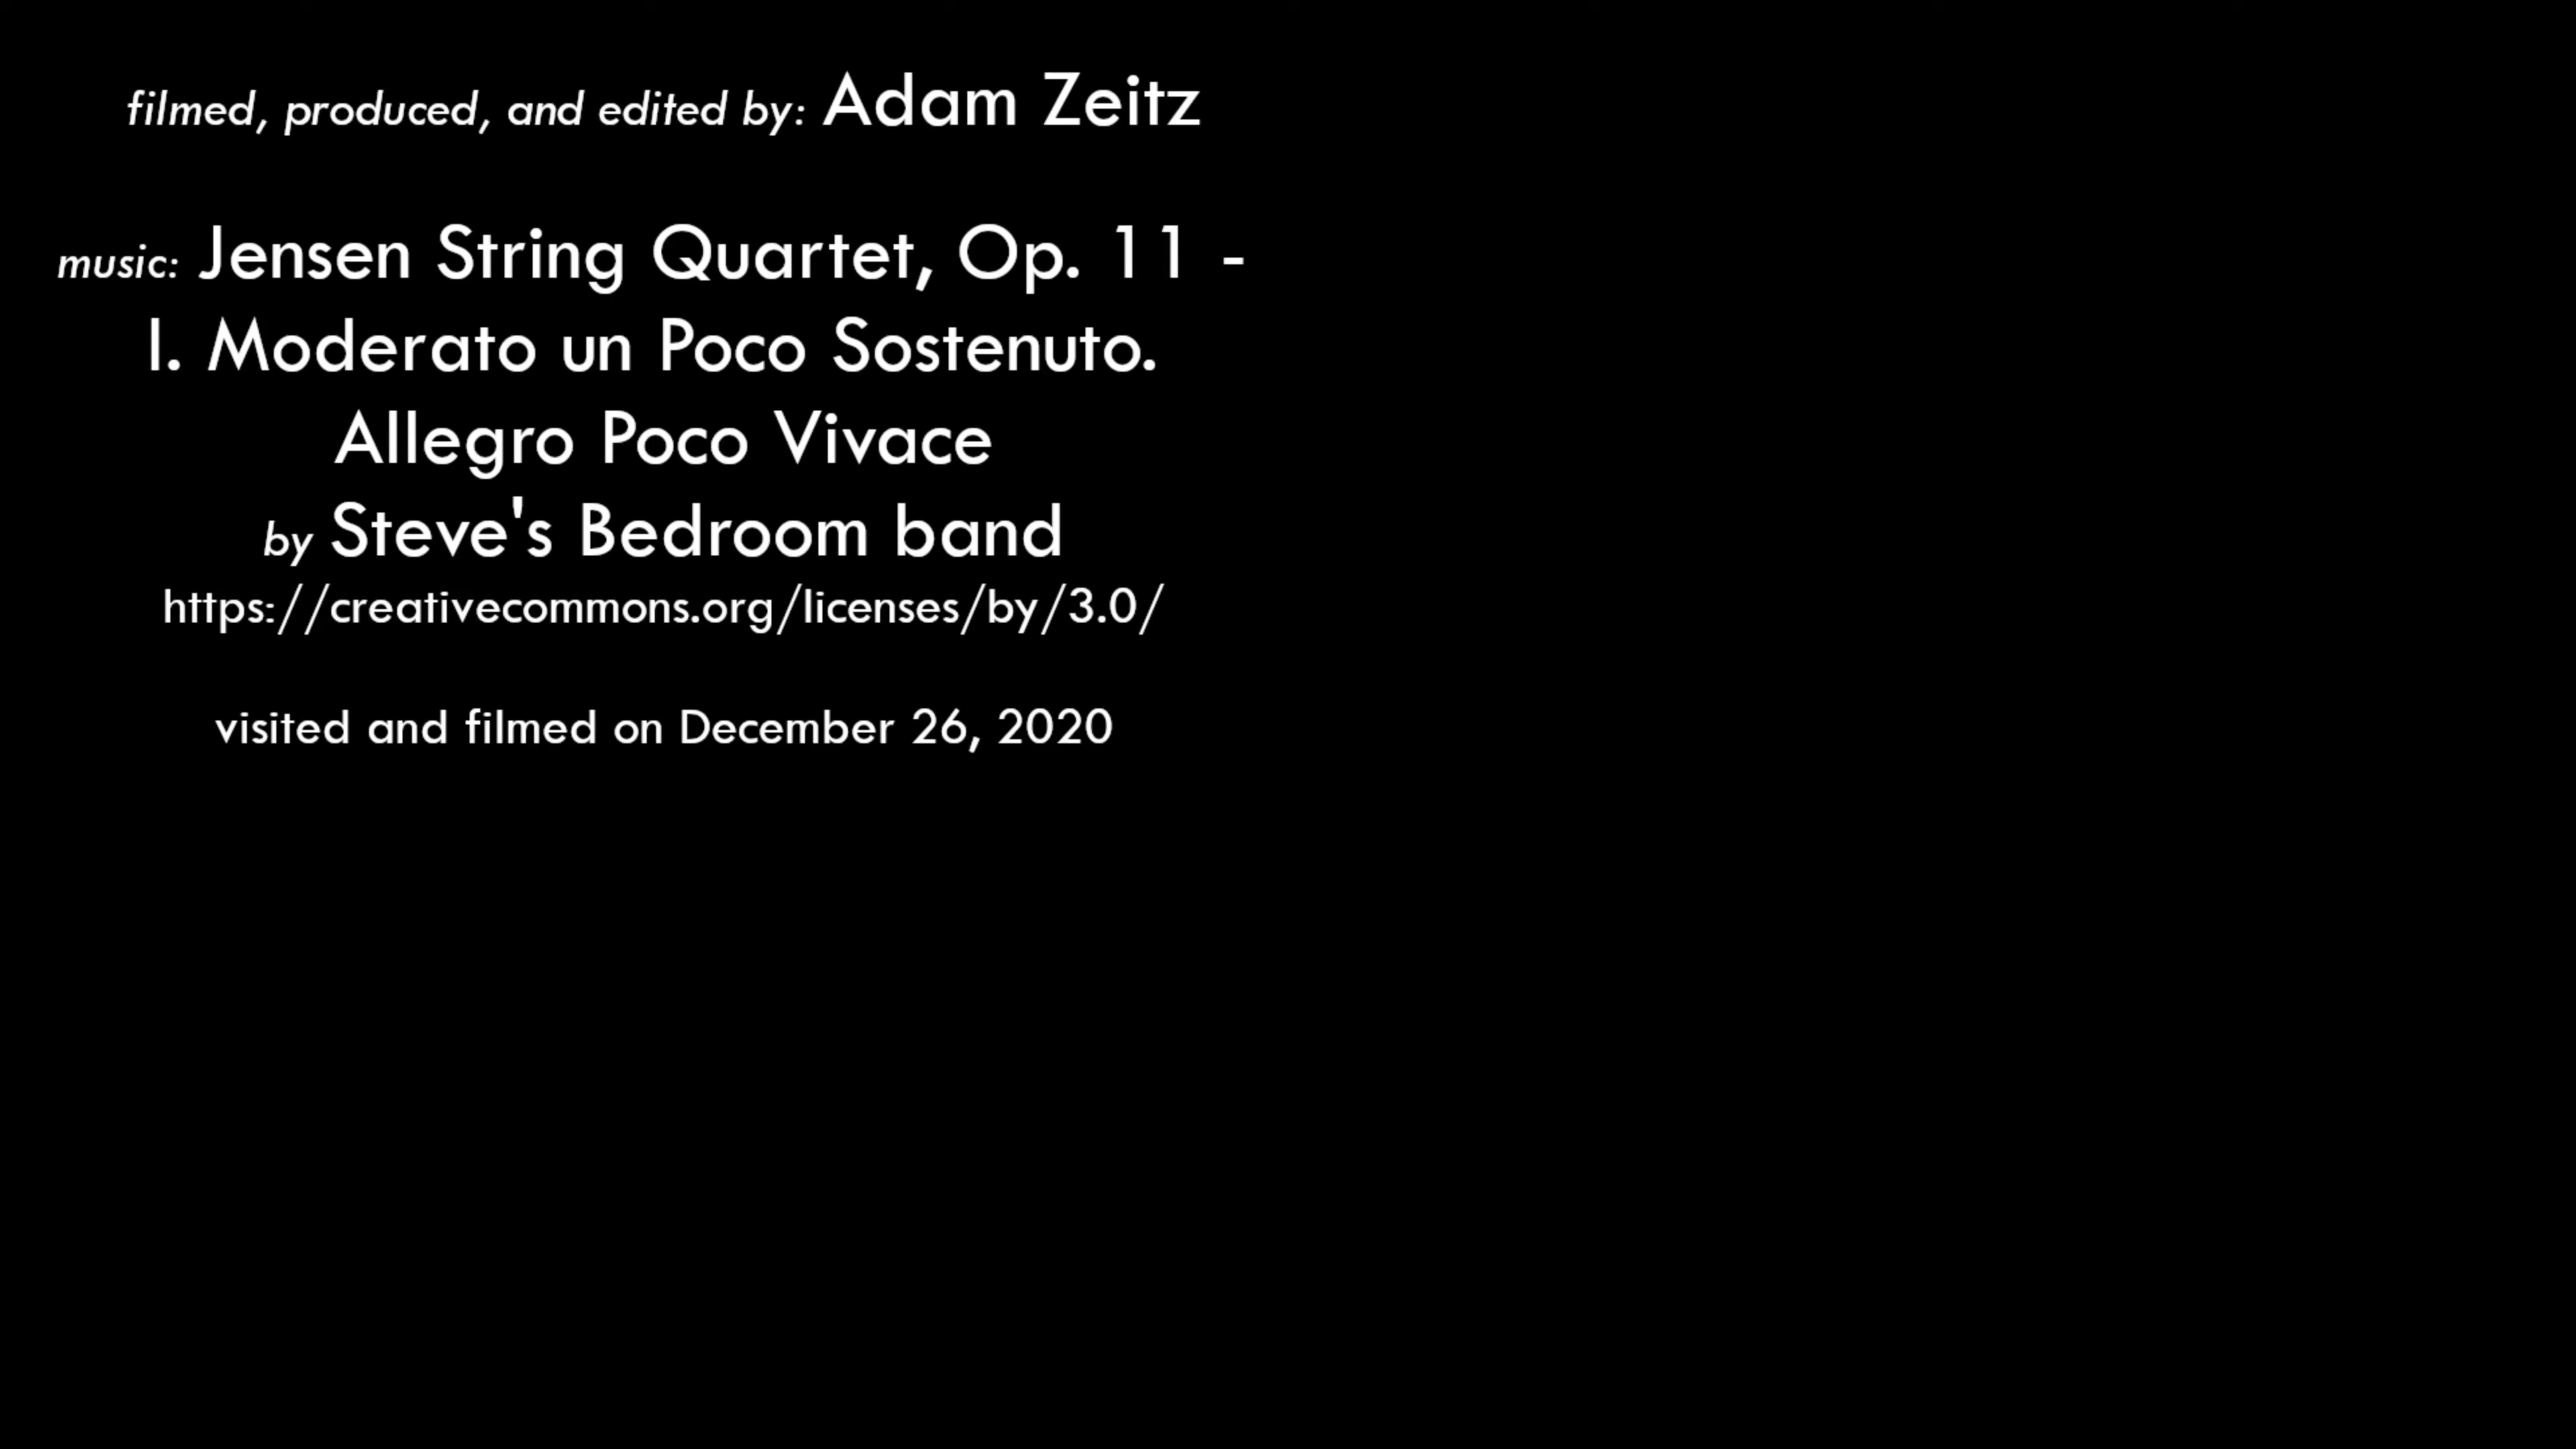 filmed, produced, and edited by: Adam Zeitz
music: Jensen String Quartet, Op. 11 -
I. Moderato un Poco Sostenuto.
Allegro Poco Vivace
by Steve's Bedroom band
https://creativecommons.org/licenses/by/3.0/
visited and filmed on December 26, 2020